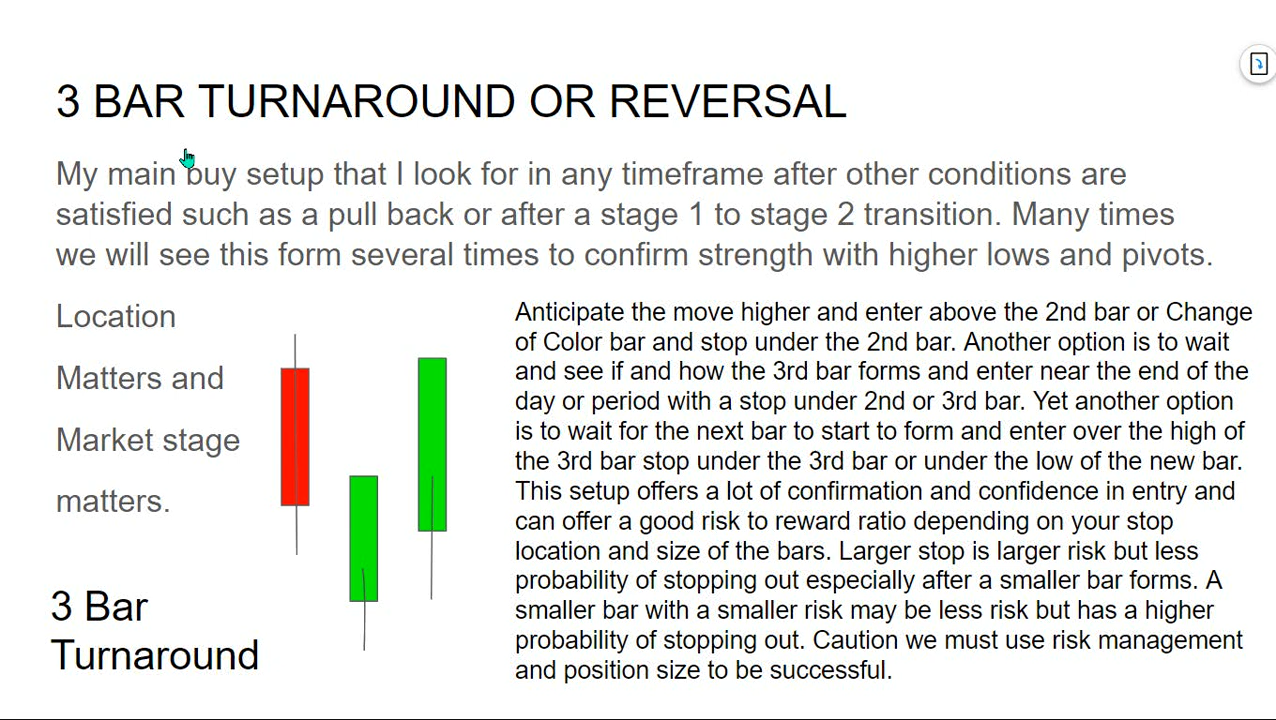 3 BAR TURNAROUND OR REVERSAL
My main buy setup that I look for in any timeframe after other conditions are
satisfied such as a pull back or after a stage 1 to stage 2 transition. Many times
we will see this form several times to confirm strength with higher lows and pivots.
Location
Matters and
Market stage
matters.
3 Bar
Turnaround
Anticipate the move higher and enter above the 2nd bar or Change
of Color bar and stop under the 2nd bar. Another option is to wait
and see if and how the 3rd bar forms and enter near the end of the
day or period with a stop under 2nd or 3rd bar. Yet another option
is to wait for the next bar to start to form and enter over the high of
the 3rd bar stop under the 3rd bar or under the low of the new bar.
This setup offers a lot of confirmation and confidence in entry and
can offer a good risk to reward ratio depending on your stop
location and size of the bars. Larger stop is larger risk but less
probability of stopping out especially after a smaller bar forms. A
smaller bar with a smaller risk may be less risk but has a higher
probability of stopping out. Caution we must use risk management
and position size to be successful.